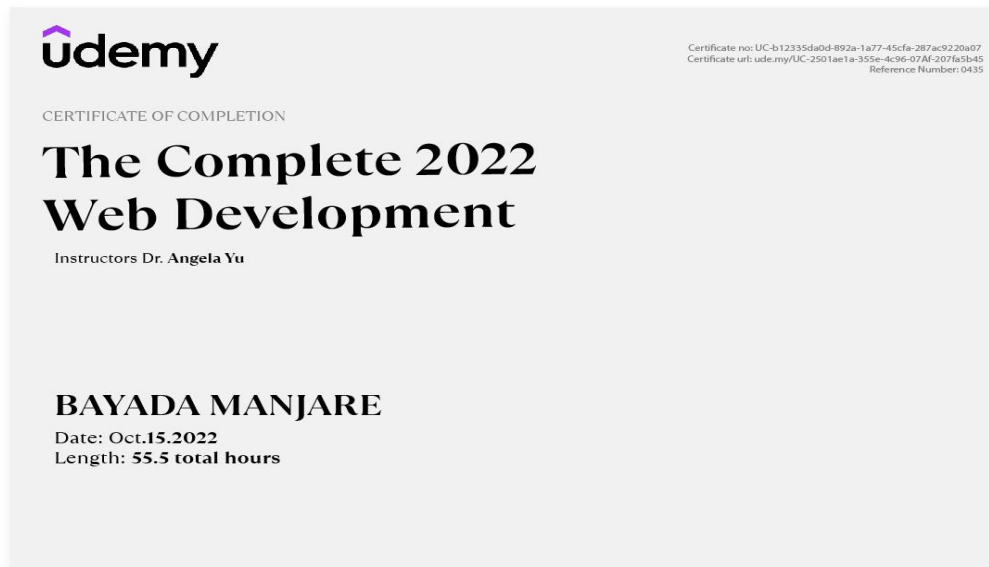 udemy
Certificate no: UC-b12335da0d-892a-1a77-45cfa-287ac9220a07
Certificate url: ude.my/UC-2501ae1a-355e-4c96-07Af-207fa5b45
Reference Number: 0435
CERTIFICATE OF COMPLETION
The Complete 2022
Web Development
Instructors Dr. Angela Yu
BAYADA MANJARE
Date: Oct.15.2022
Length: 55.5 total hours